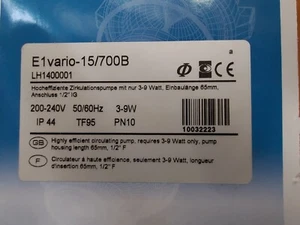 a
E1vario-15/700B
LH1400001
Hocheffiziente Zirkulationspumpe mit nur 3-9 Watt, Einbaulänge 65mm,
Anschluss 1/2" IG
200-240V 50/60Hz 3-9W
IP 44 TF95 PN10
10032223
GB Highly efficient circulating pump, requires 3-9 Watt only, pump
housing length 65mm, 1/2" F
F Circulateur à haute efficience, seulement 3-9 Watt, longueur
d'insertion 65mm, 1/2" F